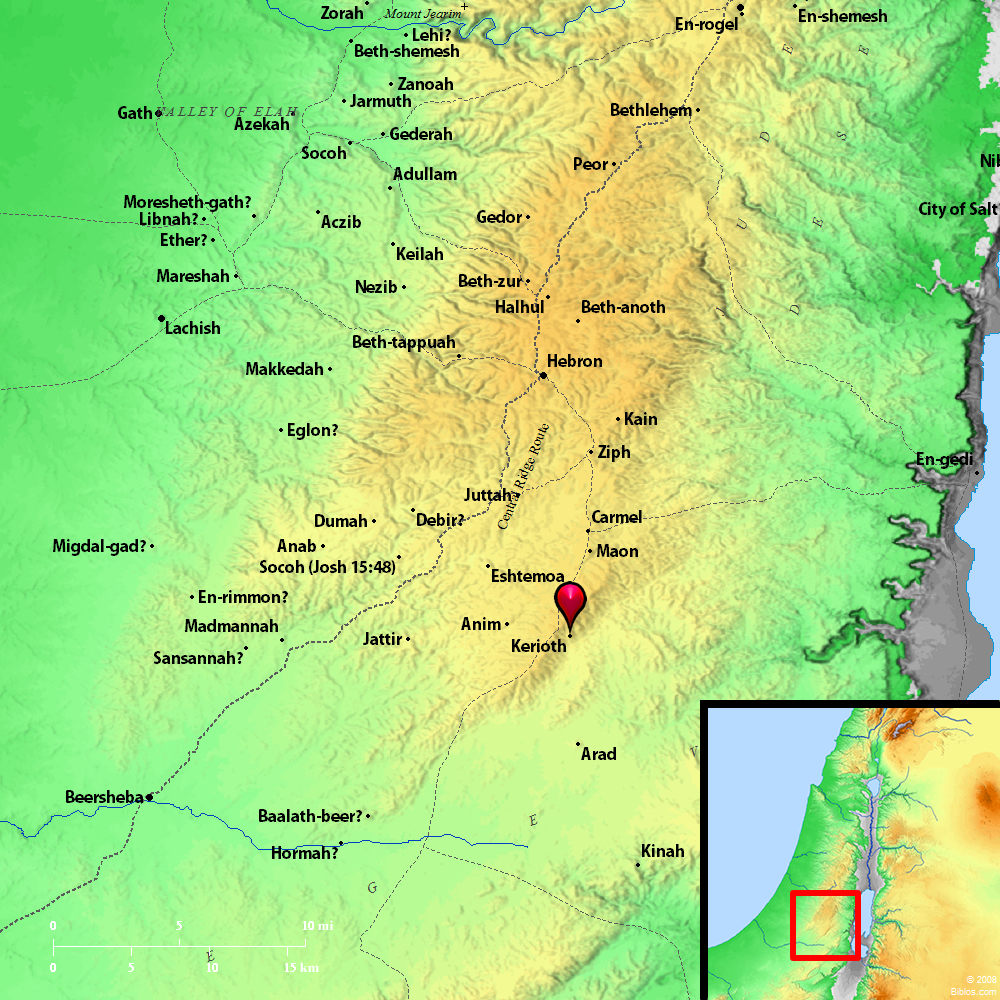 Zorah
Mount Jearim
En-rogel
En-shemesh
Lehi?
Beth-shemesh
Zanoah
Jarmuth
Gath
VALLEY OF ELAH
Azekah
Bethlehem
Gederah
Socoh
Peor
Adullam
Nib
Moresheth-gath?
Libnah?
Aczib
Gedor
City of Salt
Ether?
Keilah
Mareshah
Nezib
Beth-zur
Halhul
Beth-anoth
Lachish
Beth-tappuah
Hebron
Makkedah
Kain
Eglon?
Ziph
Central Ridge Route
En-gedi
Juttah
Dumah
Debir?
Carmel
Migdal-gad?
Anab
Maon
Socoh (Josh 15:48)
Eshtemoa
En-rimmon?
Madmannah
Anim
Jattir
Kerioth
Sansannah?
Arad
Beersheba
Baalath-beer?
Hormah?
Kinah
J U D E
D E S E
N E G E V
0 5 10 mi
0 5 10 15 km
© 2006
Biblos.com